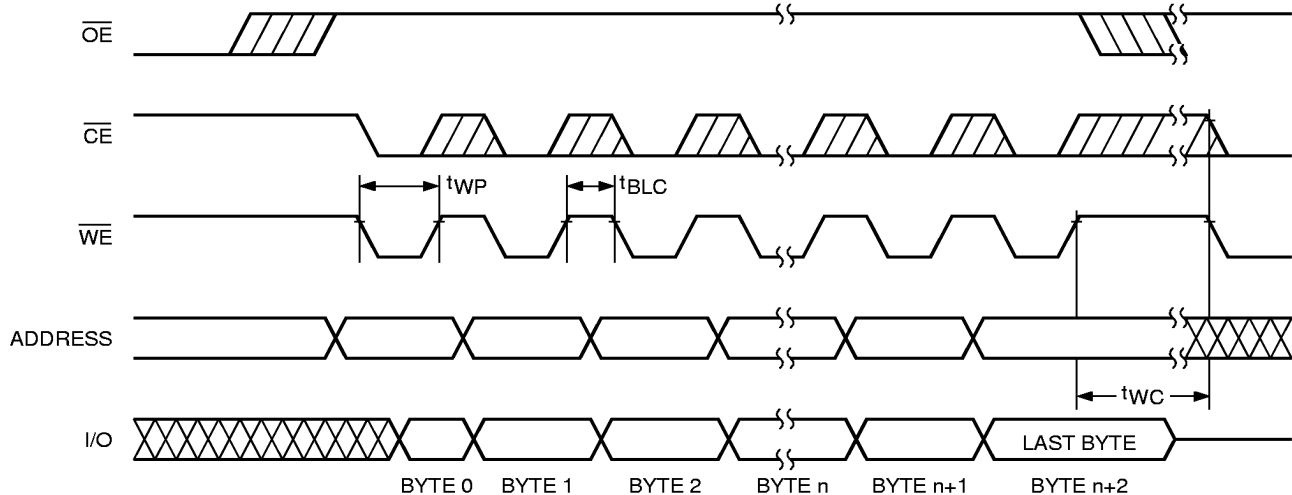 OE
CE
tWP
tBLC
WE
ADDRESS
tWC
I/O
LAST BYTE
BYTE 0 BYTE 1 BYTE 2 BYTE n BYTE n+1 BYTE n+2